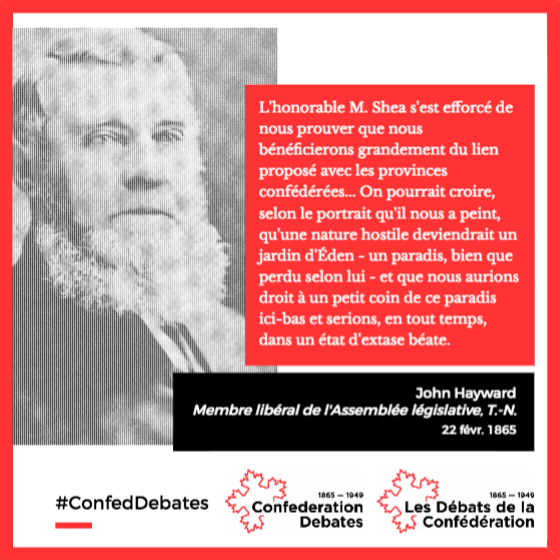 L'honorable M. Shea s'est efforcé de
nous prouver que nous
bénéficierons grandement du lien
proposé avec les provinces
confédérées... On pourrait croire,
selon le portrait qu'il nous a peint,
qu'une nature hostile deviendrait un
jardin d'Éden - un paradis, bien que
perdu selon lui - et que nous aurions
droit à un petit coin de ce paradis
ici-bas et serions, en tout temps,
dans un état d'extase béate.
John Hayward
Membre libéral de l'Assemblée législative, T.-N.
22 févr. 1865
#ConfedDebates
1865 — 1949
Confederation
Debates
1865 — 1949
Les Débats de la
Confédération